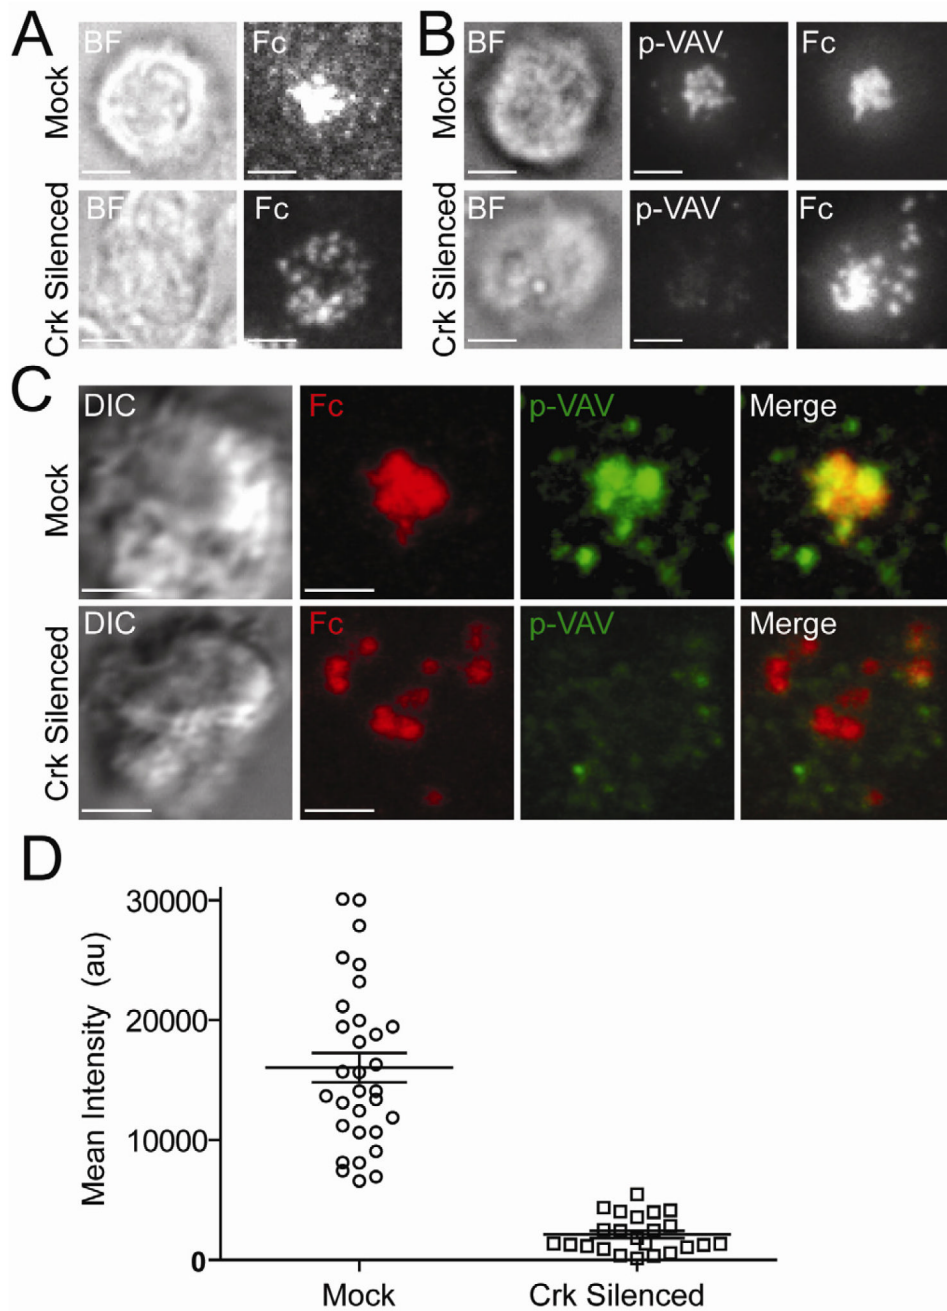 A
B
BF
Fc
BF
p-VAV
Fc
Mock
Mock
BF
Fc
BF
p-VAV
Fc
Crk Silenced
Crk Silenced
C
DIC
Fc
p-VAV
Merge
Mock
DIC
Fc
p-VAV
Merge
Crk Silenced
D
30000
20000
10000
0
Mean Intensity (au)
Mock
Crk Silenced